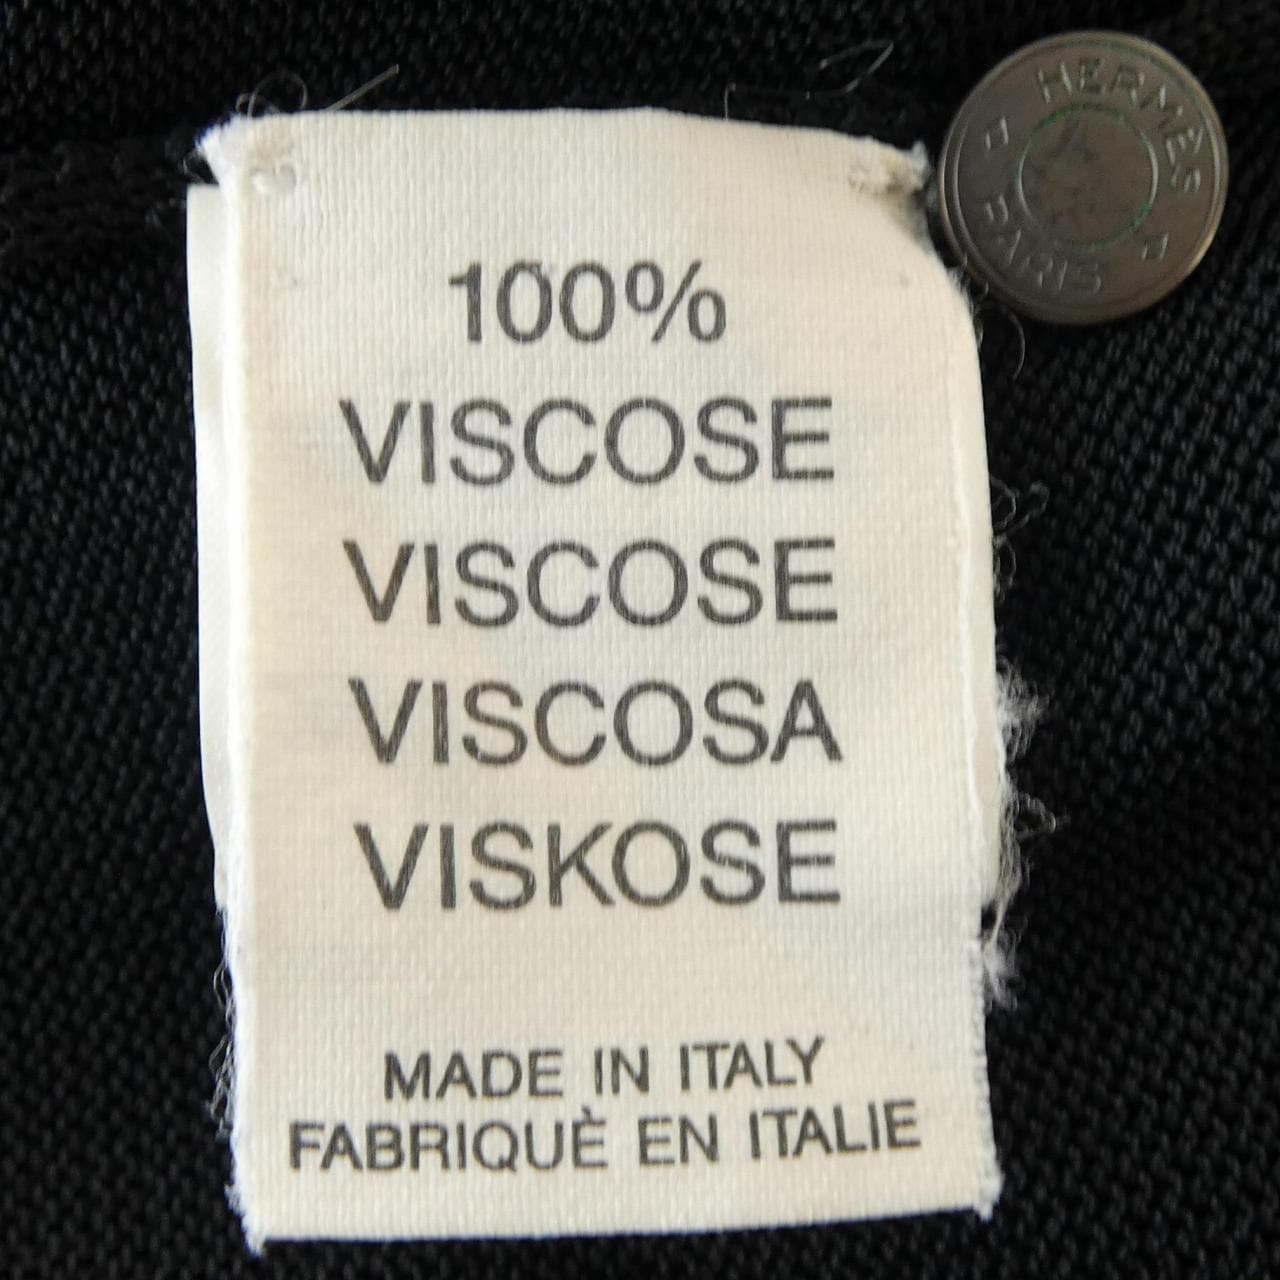 HERMÈS
PARIS
100%
VISCOSE
VISCOSE
VISCOSA
VISKOSE
MADE IN ITALY
FABRIQUÈ EN ITALIE